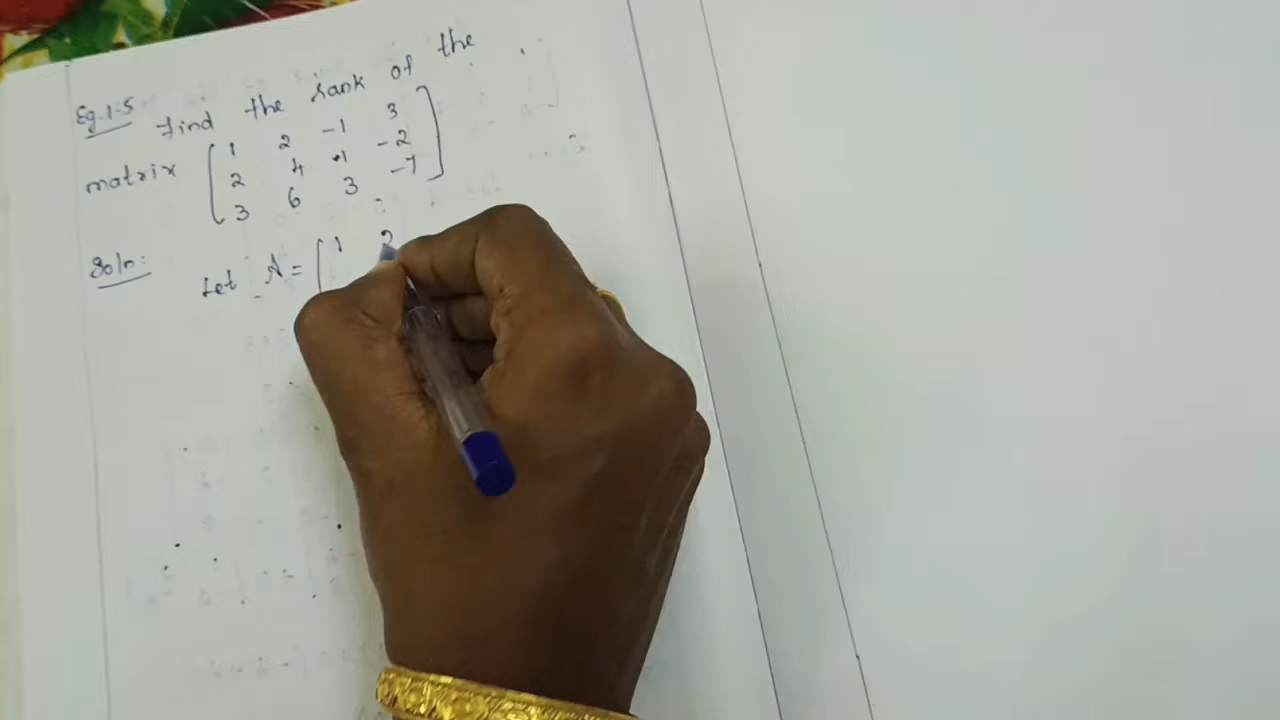 Eg.1.5 Find the rank of the
matrix [ 1 2 -1 3
2 4 1 -2
3 6 3 -7 ]
Soln:
Let A = [ 1 2